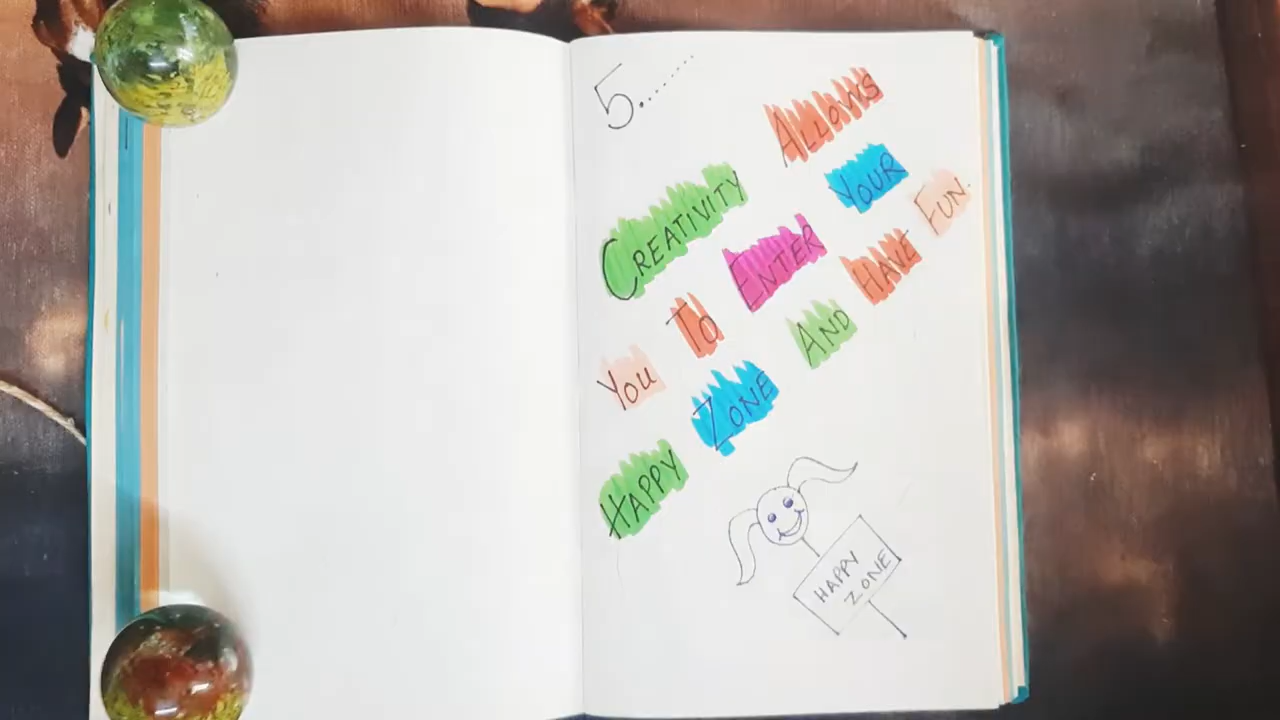 5........
CREATIVITY ALLOWS
YOU TO ENTER YOUR
HAPPY ZONE AND HAVE FUN.
HAPPY
ZONE